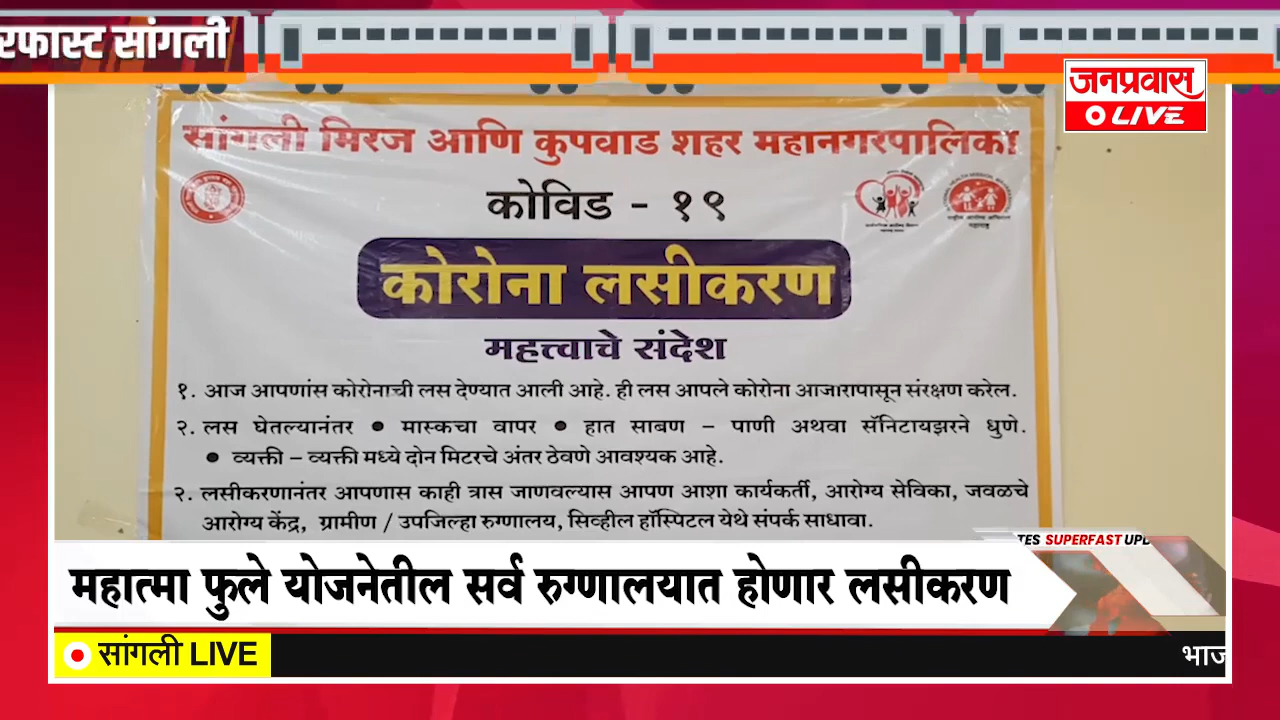 रफास्ट सांगली
जनप्रवास
LIVE
सांगली मिरज आणि कुपवाड शहर महानगरपालिका
कोविड - १९
कोरोना लसीकरण
महत्त्वाचे संदेश
१. आज आपणांस कोरोनाची लस देण्यात आली आहे. ही लस आपले कोरोना आजारापासून संरक्षण करेल.
२. लस घेतल्यानंतर ● मास्कचा वापर ● हात साबण – पाणी अथवा सॅनिटायझरने धुणे.
● व्यक्ती – व्यक्ती मध्ये दोन मिटरचे अंतर ठेवणे आवश्यक आहे.
२. लसीकरणानंतर आपणास काही त्रास जाणवल्यास आपण आशा कार्यकर्ती, आरोग्य सेविका, जवळचे
आरोग्य केंद्र, ग्रामीण / उपजिल्हा रुग्णालय, सिव्हील हॉस्पिटल येथे संपर्क साधावा.
TES SUPERFAST UPD
महात्मा फुले योजनेतील सर्व रुग्णालयात होणार लसीकरण
सांगली LIVE
भाज